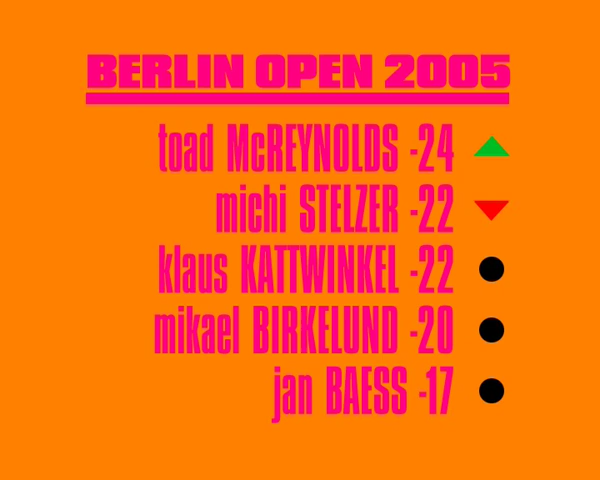 BERLIN OPEN 2005
toad McREYNOLDS -24
michi STELZER -22
klaus KATTWINKEL -22
mikael BIRKELUND -20
jan BAESS -17